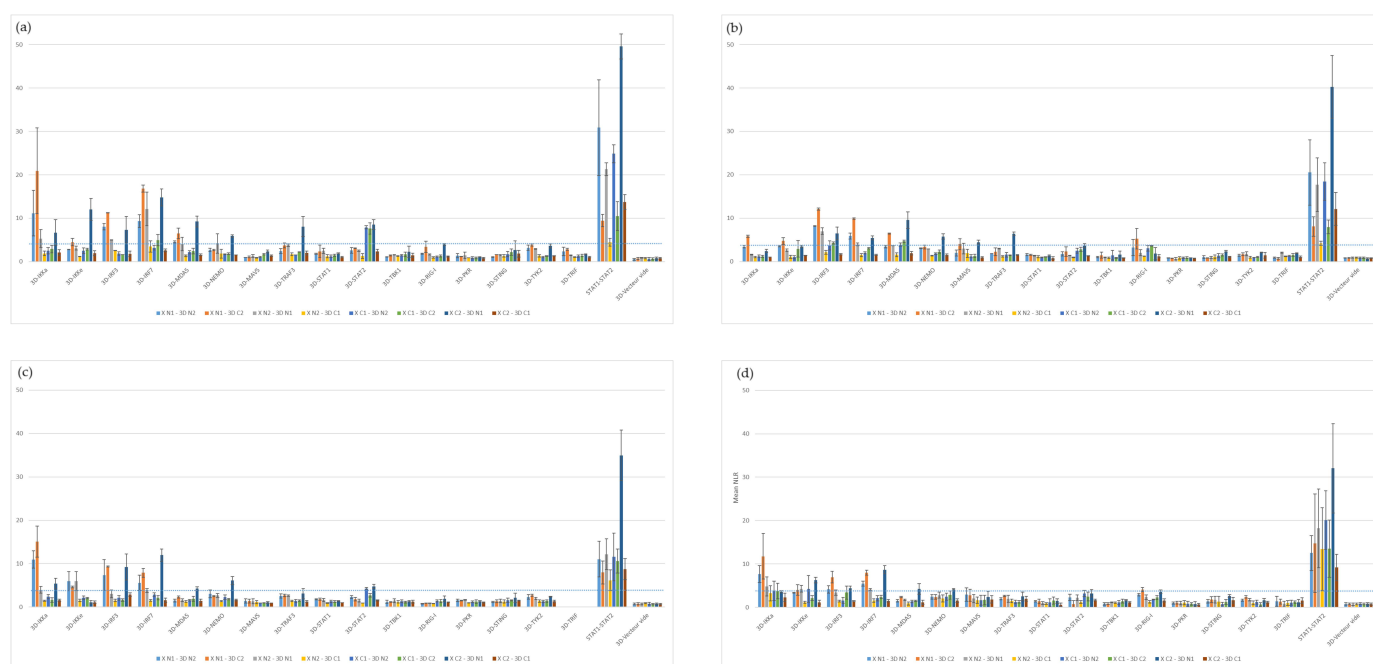 (a)
50
40
30
20
10
0
3D-IKKa
3D-IKKe
3D-IRF3
3D-IRF7
3D-MDA5
3D-NEMO
3D-MAVS
3D-TRAF3
3D-STAT1
3D-STAT2
3D-TBK1
3D-RIG-I
3D-PKR
3D-STING
3D-TYK2
3D-TRIF
STAT1-STAT2
3D-Vecteur vide
X N1 - 3D N2 X N1 - 3D C2 X N2 - 3D N1 X N2 - 3D C1 X C1 - 3D N2 X C1 - 3D C2 X C2 - 3D N1 X C2 - 3D C1
(b)
50
40
30
20
10
0
3D-IKKa
3D-IKKe
3D-IRF3
3D-IRF7
3D-MDA5
3D-NEMO
3D-MAVS
3D-TRAF3
3D-STAT1
3D-STAT2
3D-TBK1
3D-RIG-I
3D-PKR
3D-STING
3D-TYK2
3D-TRIF
STAT1-STAT2
3D-Vecteur vide
X N1 - 3D N2 X N1 - 3D C2 X N2 - 3D N1 X N2 - 3D C1 X C1 - 3D N2 X C1 - 3D C2 X C2 - 3D N1 X C2 - 3D C1
(c)
50
40
30
20
10
0
3D-IKKa
3D-IKKe
3D-IRF3
3D-IRF7
3D-MDA5
3D-NEMO
3D-MAVS
3D-TRAF3
3D-STAT1
3D-STAT2
3D-TBK1
3D-RIG-I
3D-PKR
3D-STING
3D-TYK2
3D-TRIF
STAT1-STAT2
3D-Vecteur vide
X N1 - 3D N2 X N1 - 3D C2 X N2 - 3D N1 X N2 - 3D C1 X C1 - 3D N2 X C1 - 3D C2 X C2 - 3D N1 X C2 - 3D C1
(d)
Mean NLR
50
40
30
20
10
0
3D-IKKa
3D-IKKe
3D-IRF3
3D-IRF7
3D-MDA5
3D-NEMO
3D-MAVS
3D-TRAF3
3D-STAT1
3D-STAT2
3D-TBK1
3D-RIG-I
3D-PKR
3D-STING
3D-TYK2
3D-TRIF
STAT1-STAT2
3D-Vecteur vide
X N1 - 3D N2 X N1 - 3D C2 X N2 - 3D N1 X N2 - 3D C1 X C1 - 3D N2 X C1 - 3D C2 X C2 - 3D N1 X C2 - 3D C1